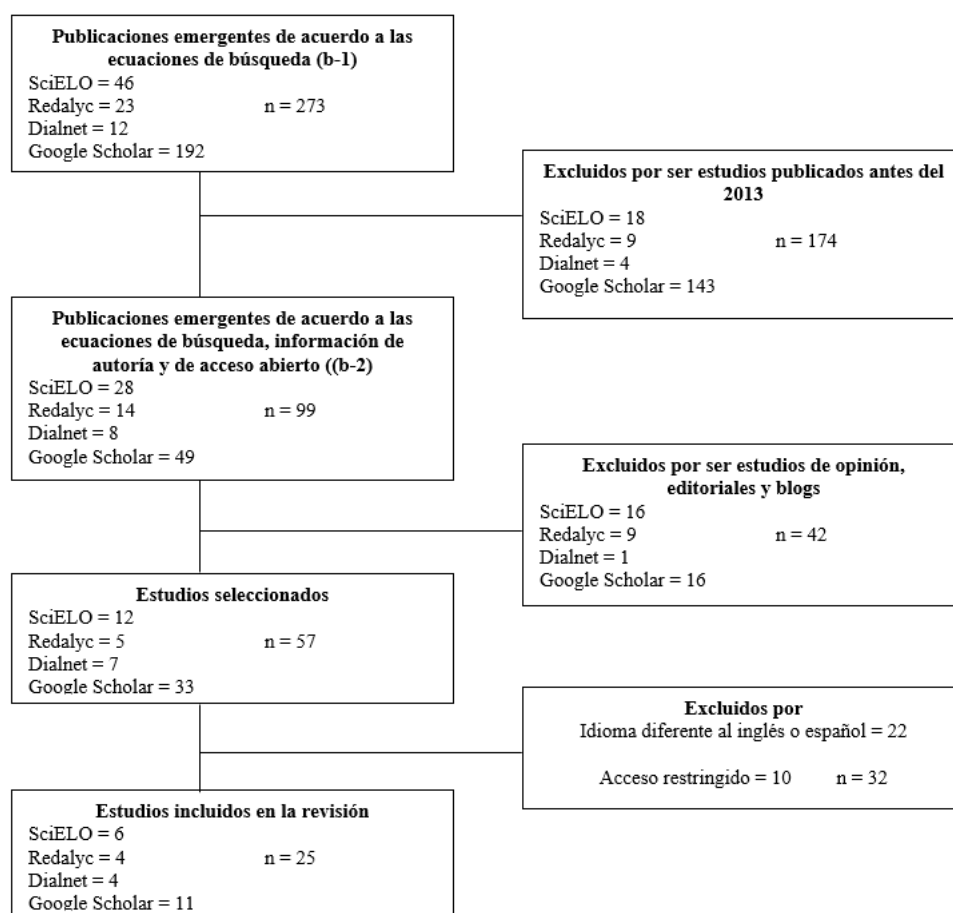 Publicaciones emergentes de acuerdo a las
ecuaciones de búsqueda (b-1)
SciELO = 46
Redalyc = 23 n = 273
Dialnet = 12
Google Scholar = 192
Excluidos por ser estudios publicados antes del
2013
SciELO = 18
Redalyc = 9 n = 174
Dialnet = 4
Google Scholar = 143
Publicaciones emergentes de acuerdo a las
ecuaciones de búsqueda, información de
autoría y de acceso abierto ((b-2)
SciELO = 28
Redalyc = 14 n = 99
Dialnet = 8
Google Scholar = 49
Excluidos por ser estudios de opinión,
editoriales y blogs
SciELO = 16
Redalyc = 9 n = 42
Dialnet = 1
Google Scholar = 16
Estudios seleccionados
SciELO = 12
Redalyc = 5 n = 57
Dialnet = 7
Google Scholar = 33
Excluidos por
Idioma diferente al inglés o español = 22
Acceso restringido = 10 n = 32
Estudios incluidos en la revisión
SciELO = 6
Redalyc = 4 n = 25
Dialnet = 4
Google Scholar = 11